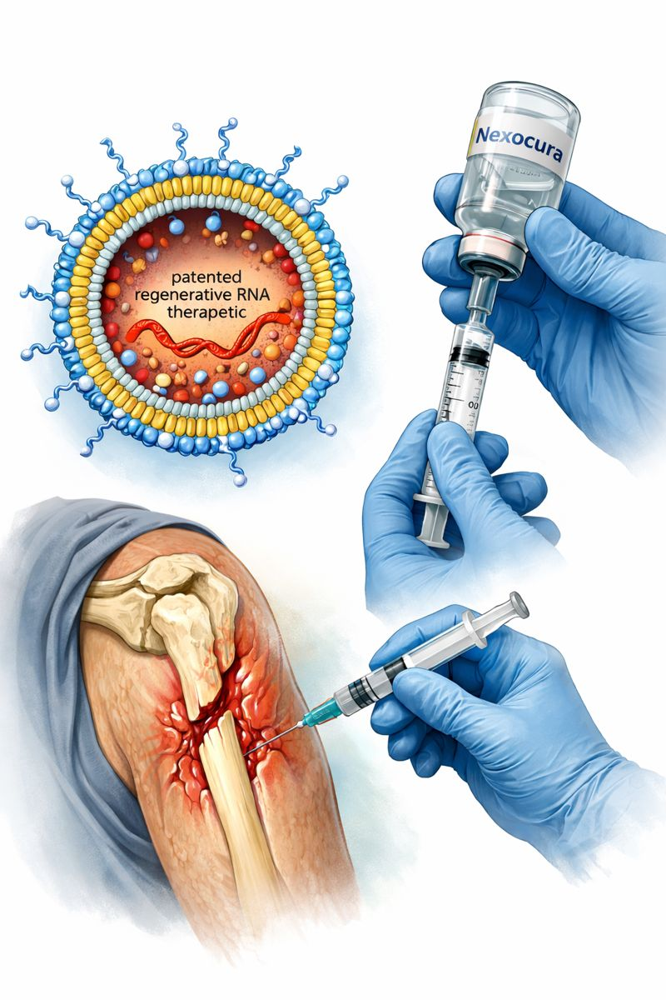 patented
regenerative RNA
therapetic
Nexocura